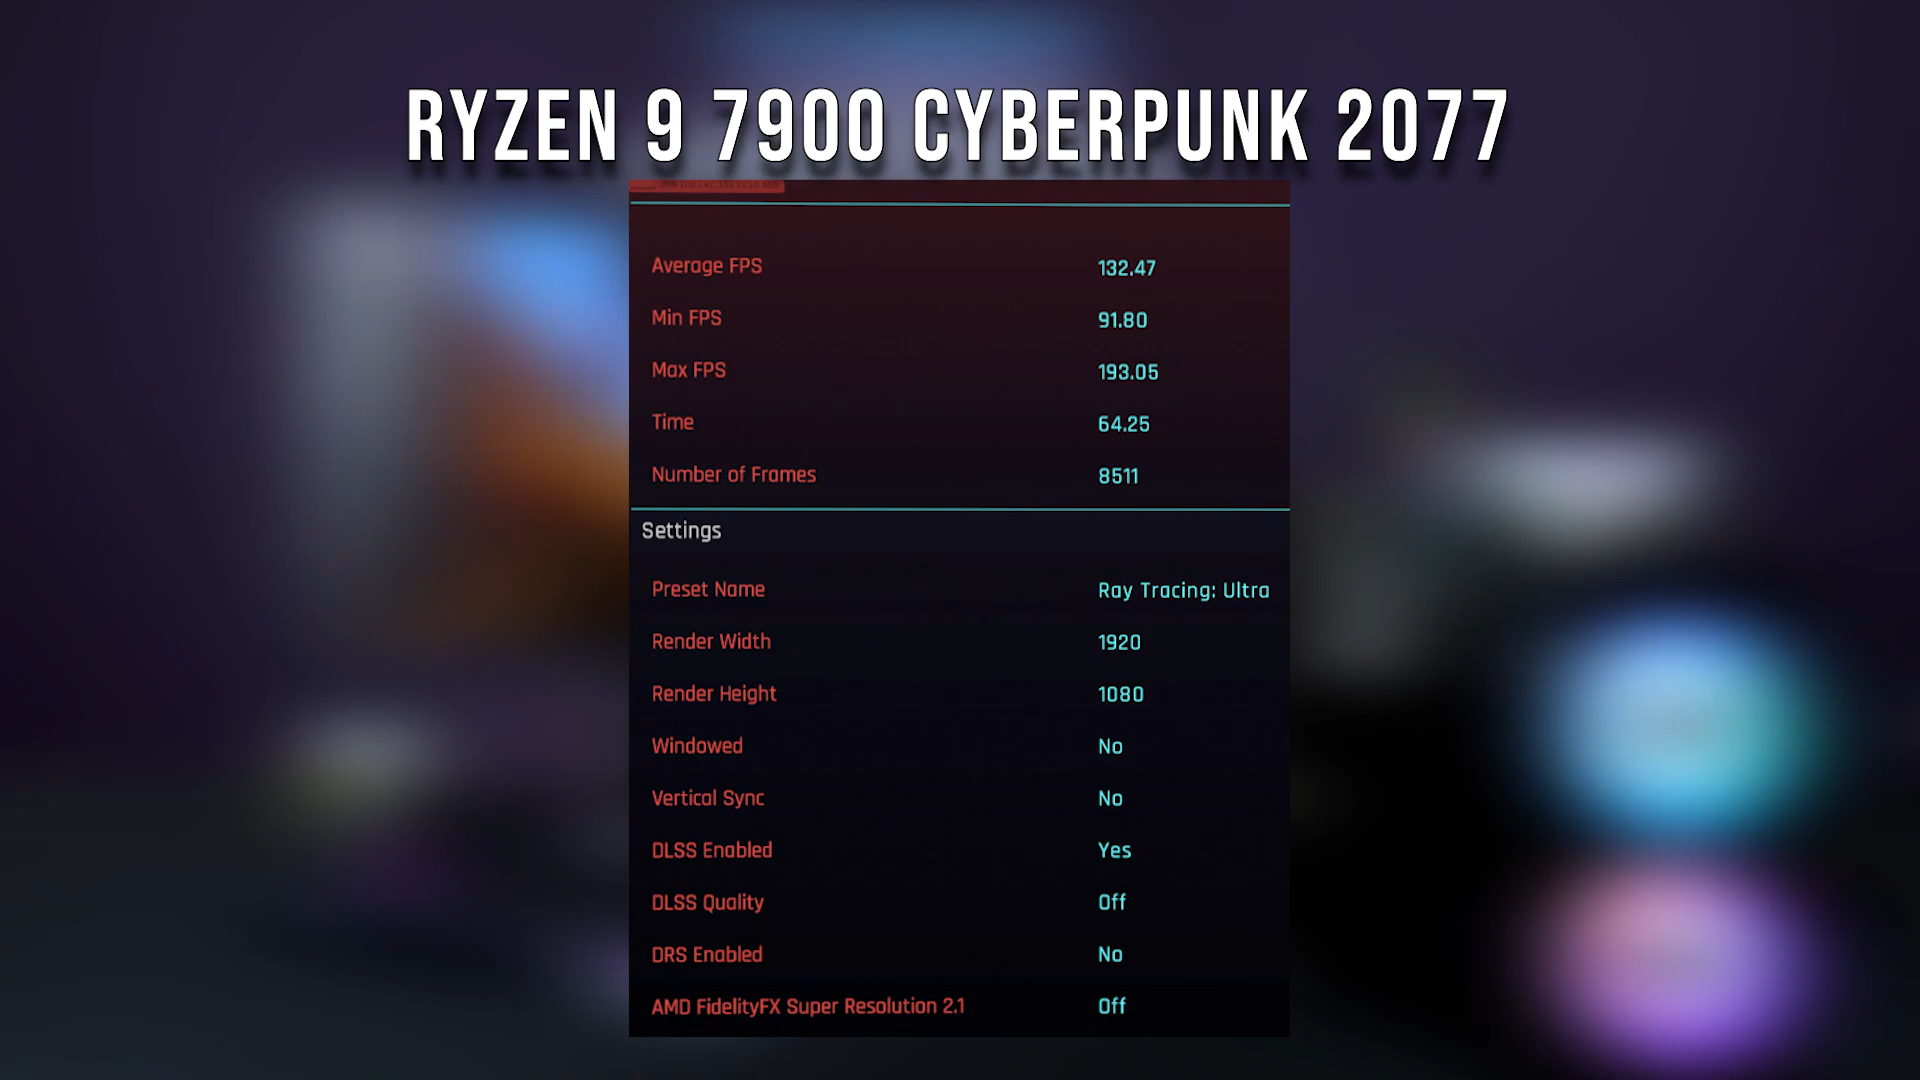 RYZEN 9 7900 CYBERPUNK 2077
Average FPS 132.47
Min FPS 91.80
Max FPS 193.05
Time 64.25
Number of Frames 8511
Settings
Preset Name Ray Tracing: Ultra
Render Width 1920
Render Height 1080
Windowed No
Vertical Sync No
DLSS Enabled Yes
DLSS Quality Off
DRS Enabled No
AMD FidelityFX Super Resolution 2.1 Off